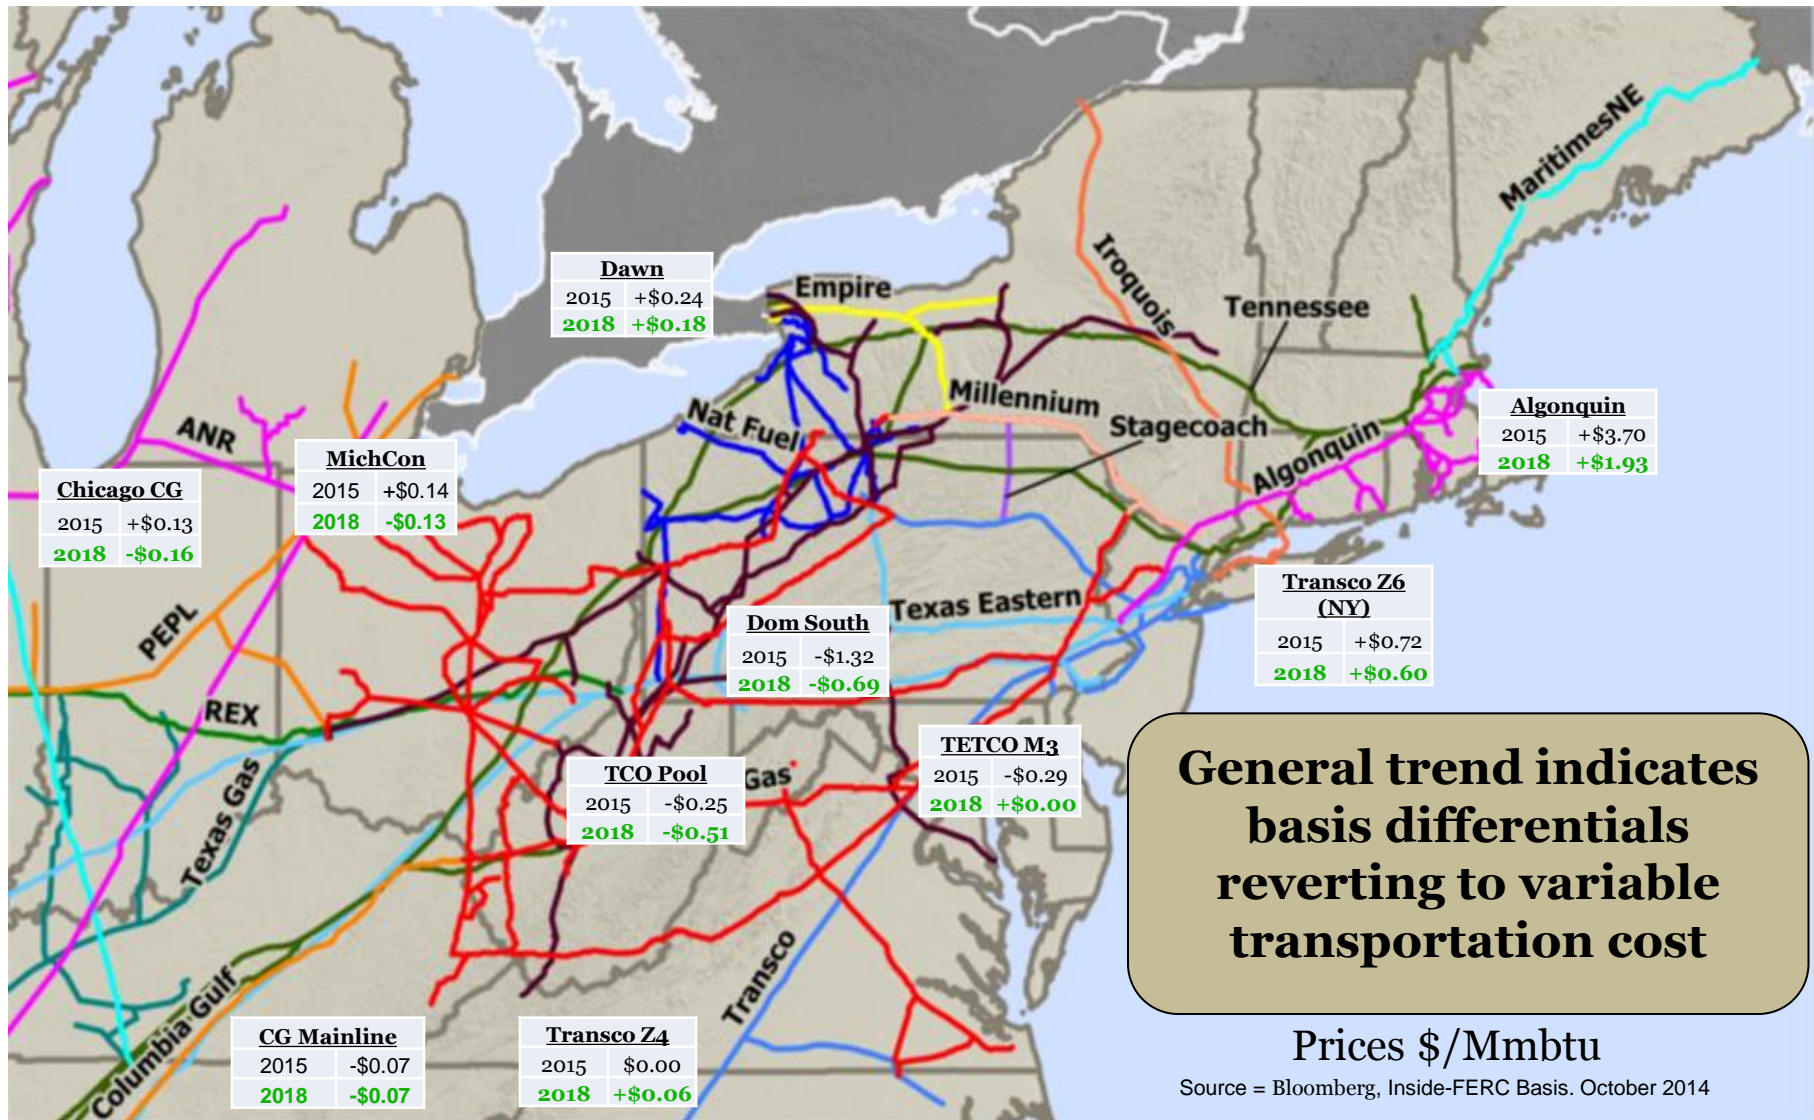 MaritimesNE
Dawn
2015 +$0.24
2018 +$0.18
Empire
Iroquois
Tennessee
Nat Fuel
Millennium
Stagecoach
Algonquin
Algonquin
2015 +$3.70
2018 +$1.93
ANR
MichCon
2015 +$0.14
2018 -$0.13
Chicago CG
2015 +$0.13
2018 -$0.16
PEPL
Texas Eastern
Transco Z6
(NY)
2015 +$0.72
2018 +$0.60
Dom South
2015 -$1.32
2018 -$0.69
REX
Texas Gas
TCO Pool
2015 -$0.25
2018 -$0.51
Gas*
TETCO M3
2015 -$0.29
2018 +$0.00
General trend indicates
basis differentials
reverting to variable
transportation cost
Transco
Columbia Gulf
CG Mainline
2015 -$0.07
2018 -$0.07
Transco Z4
2015 $0.00
2018 +$0.06
Prices $/Mmbtu
Source = Bloomberg, Inside-FERC Basis. October 2014